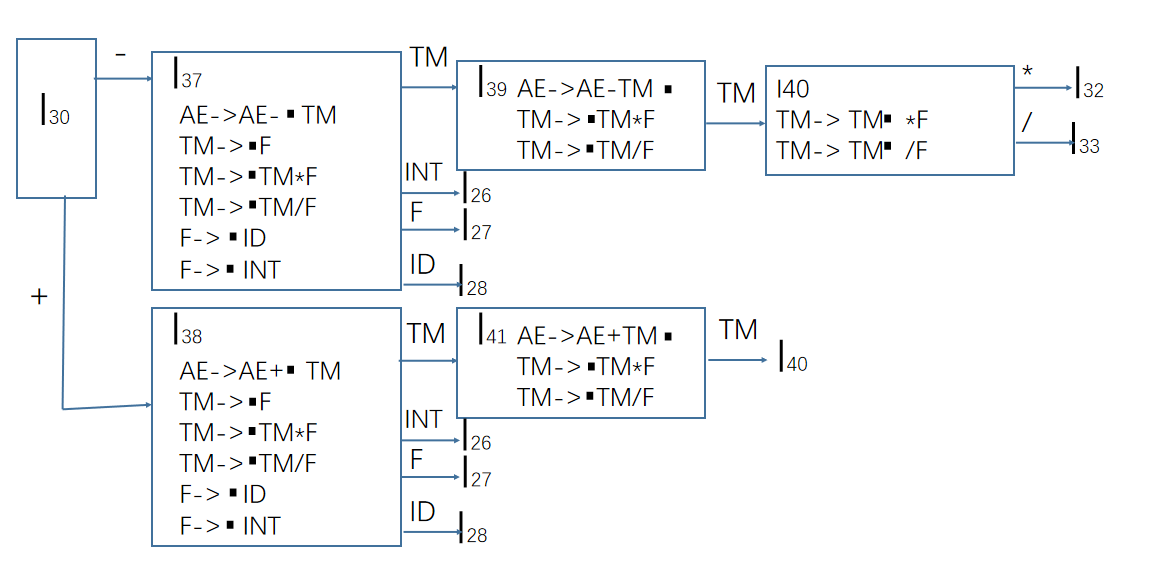 I30
-
I37
AE->AE-▪ TM
TM->▪F
TM->▪TM*F
TM->▪TM/F
F-> ▪ID
F->▪ INT
TM
I39 AE->AE-TM ▪
TM-> ▪TM*F
TM->▪TM/F
TM
I40
TM-> TM▪ *F
TM-> TM▪ /F
*
I32
/
I33
INT
I26
F
I27
ID
I28
+
I38
AE->AE+▪ TM
TM->▪F
TM->▪TM*F
TM->▪TM/F
F-> ▪ID
F->▪ INT
TM
I41 AE->AE+TM▪
TM-> ▪TM*F
TM->▪TM/F
TM
I40
INT
I26
F
I27
ID
I28